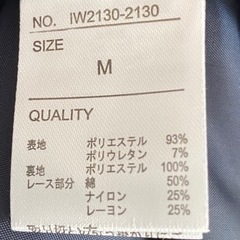 NO. IW2130-2130
SIZE
M
QUALITY
表地 ポリエステル 93%
ポリウレタン 7%
裏地 ポリエステル 100%
レース部分 綿 50%
ナイロン 25%
レーヨン 25%